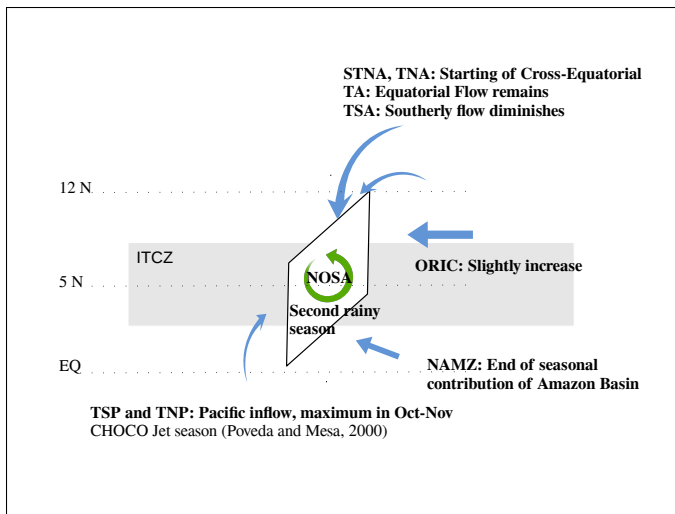 STNA, TNA: Starting of Cross-Equatorial
TA: Equatorial Flow remains
TSA: Southerly flow diminishes
12 N
ITCZ
ORIC: Slightly increase
NOSA
5 N
Second rainy
season
EQ
NAMZ: End of seasonal
contribution of Amazon Basin
TSP and TNP: Pacific inflow, maximum in Oct-Nov
CHOCO Jet season (Poveda and Mesa, 2000)